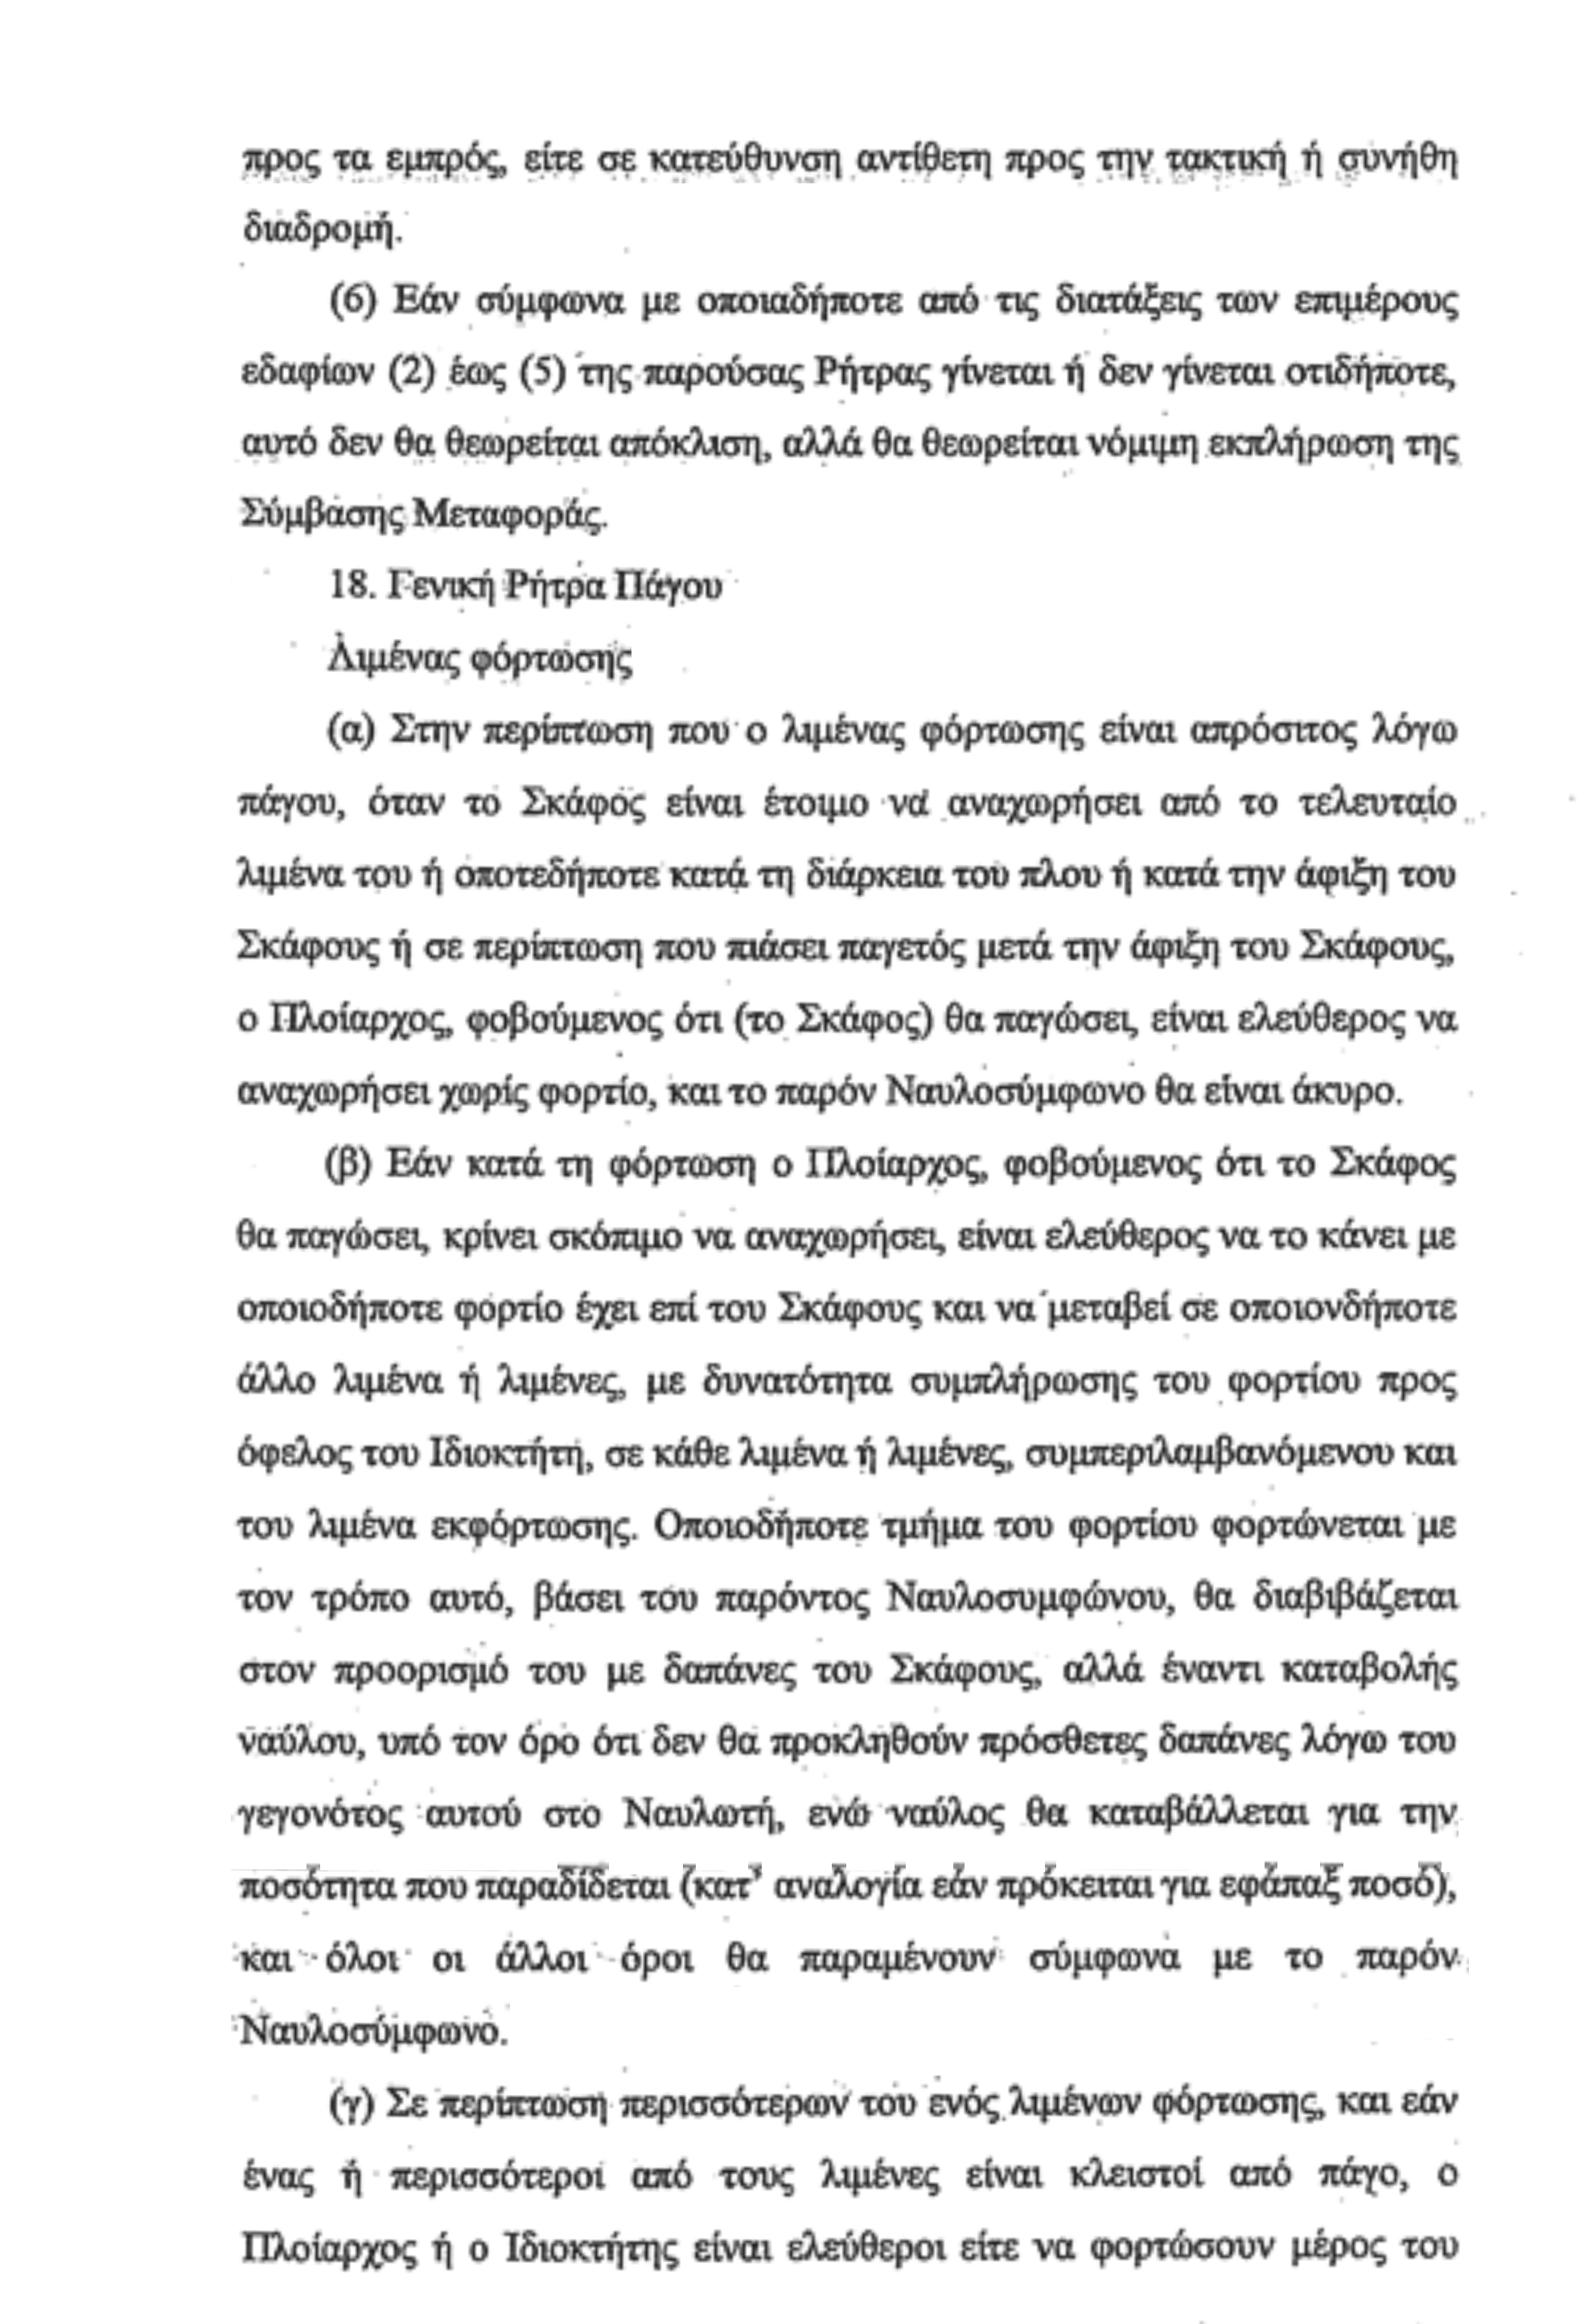 προς τα εμπρός, είτε σε κατεύθυνση αντίθετη προς την τακτική ή συνήθη
διαδρομή.
(6) Εάν σύμφωνα με οποιαδήποτε από τις διατάξεις των επιμέρους
εδαφίων (2) έως (5) της παρούσας Ρήτρας γίνεται ή δεν γίνεται οτιδήποτε,
αυτό δεν θα θεωρείται απόκλιση, αλλά θα θεωρείται νόμιμη εκπλήρωση της
Σύμβασης Μεταφοράς.
18. Γενική Ρήτρα Πάγου
Λιμένας φόρτωσης
(α) Στην περίπτωση που ο λιμένας φόρτωσης είναι απρόσιτος λόγω
πάγου, όταν το Σκάφος είναι έτοιμο να αναχωρήσει από το τελευταίο
λιμένα του ή οποτεδήποτε κατά τη διάρκεια του πλου ή κατά την άφιξη του
Σκάφους ή σε περίπτωση που πιάσει παγετός μετά την άφιξη του Σκάφους,
ο Πλοίαρχος, φοβούμενος ότι (το Σκάφος) θα παγώσει, είναι ελεύθερος να
αναχωρήσει χωρίς φορτίο, και το παρόν Ναυλοσύμφωνο θα είναι άκυρο.
(β) Εάν κατά τη φόρτωση ο Πλοίαρχος, φοβούμενος ότι το Σκάφος
θα παγώσει, κρίνει σκόπιμο να αναχωρήσει, είναι ελεύθερος να το κάνει με
οποιοδήποτε φορτίο έχει επί του Σκάφους και να μεταβεί σε οποιονδήποτε
άλλο λιμένα ή λιμένες, με δυνατότητα συμπλήρωσης του φορτίου προς
όφελος του Ιδιοκτήτη, σε κάθε λιμένα ή λιμένες, συμπεριλαμβανόμενου και
του λιμένα εκφόρτωσης. Οποιοδήποτε τμήμα του φορτίου φορτώνεται με
τον τρόπο αυτό, βάσει του παρόντος Ναυλοσυμφώνου, θα διαβιβάζεται
στον προορισμό του με δαπάνες του Σκάφους, αλλά έναντι καταβολής
ναύλου, υπό τον όρο ότι δεν θα προκληθούν πρόσθετες δαπάνες λόγω του
γεγονότος αυτού στο Ναυλωτή, ενώ ναύλος θα καταβάλλεται για την
ποσότητα που παραδίδεται (κατ' αναλογία εάν πρόκειται για εφάπαξ ποσό),
και όλοι οι άλλοι όροι θα παραμένουν σύμφωνα με το παρόν
Ναυλοσύμφωνο.
(γ) Σε περίπτωση περισσότερων του ενός λιμένων φόρτωσης, και εάν
ένας ή περισσότεροι από τους λιμένες είναι κλειστοί από πάγο, ο
Πλοίαρχος ή ο Ιδιοκτήτης είναι ελεύθεροι είτε να φορτώσουν μέρος του